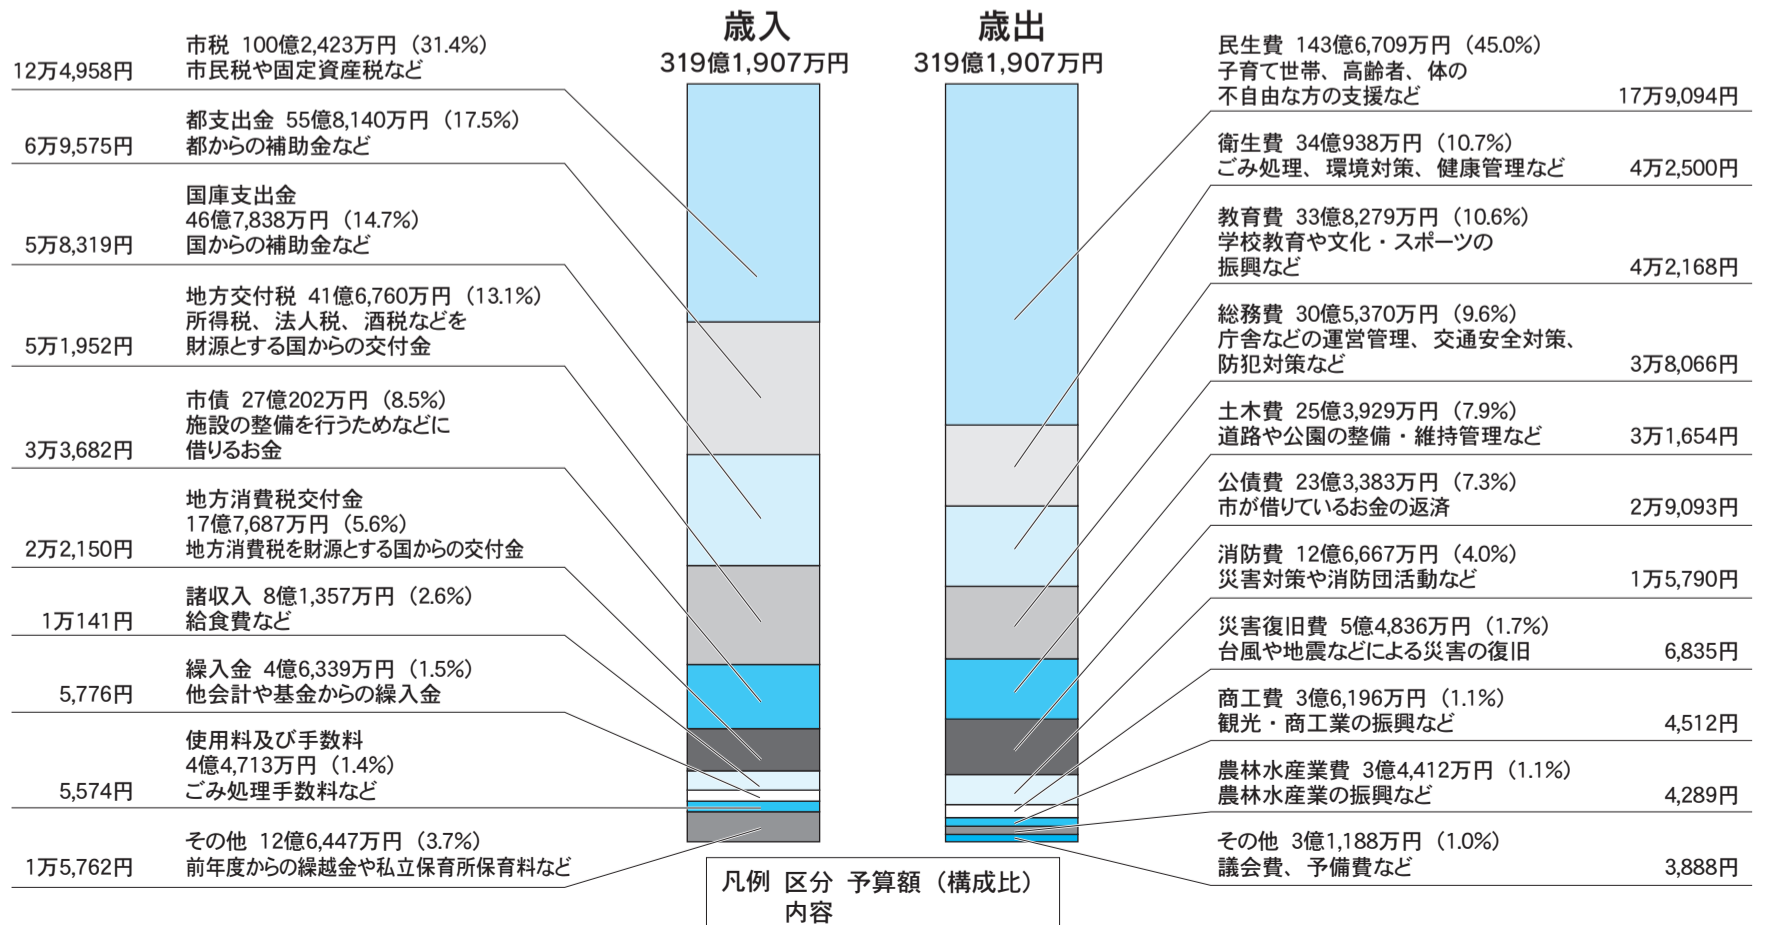 歳入
319億1,907万円
市税 100億2,423万円（31.4%）
市民税や固定資産税など
12万4,958円
都支出金 55億8,140万円（17.5%）
都からの補助金など
6万9,575円
国庫支出金
46億7,838万円（14.7%）
国からの補助金など
5万8,319円
地方交付税 41億6,760万円（13.1%）
所得税、法人税、酒税などを
財源とする国からの交付金
5万1,952円
市債 27億202万円（8.5%）
施設の整備を行うためなどに
借りるお金
3万3,682円
地方消費税交付金
17億7,687万円（5.6%）
地方消費税を財源とする国からの交付金
2万2,150円
諸収入 8億1,357万円（2.6%）
給食費など
1万141円
繰入金 4億6,339万円（1.5%）
他会計や基金からの繰入金
5,776円
使用料及び手数料
4億4,713万円（1.4%）
ごみ処理手数料など
5,574円
その他 12億6,447万円（3.7%）
前年度からの繰越金や私立保育所保育料など
1万5,762円
歳出
319億1,907万円
民生費 143億6,709万円（45.0%）
子育て世帯、高齢者、体の
不自由な方の支援など
17万9,094円
衛生費 34億938万円（10.7%）
ごみ処理、環境対策、健康管理など
4万2,500円
教育費 33億8,279万円（10.6%）
学校教育や文化・スポーツの
振興など
4万2,168円
総務費 30億5,370万円（9.6%）
庁舎などの運営管理、交通安全対策、
防犯対策など
3万8,066円
土木費 25億3,929万円（7.9%）
道路や公園の整備・維持管理など
3万1,654円
公債費 23億3,383万円（7.3%）
市が借りているお金の返済
2万9,093円
消防費 12億6,667万円（4.0%）
災害対策や消防団活動など
1万5,790円
災害復旧費 5億4,836万円（1.7%）
台風や地震などによる災害の復旧
6,835円
商工費 3億6,196万円（1.1%）
観光・商工業の振興など
4,512円
農林水産業費 3億4,412万円（1.1%）
農林水産業の振興など
4,289円
その他 3億1,188万円（1.0%）
議会費、予備費など
3,888円
凡例 区分 予算額（構成比）
内容